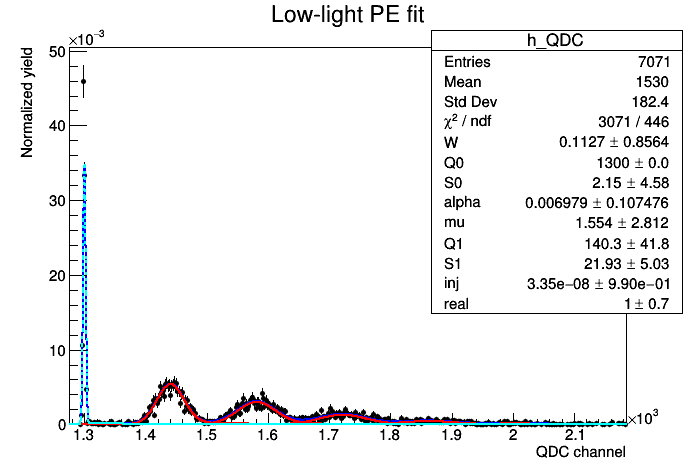 Low-light PE fit
×10⁻³
Normalized yield
50
40
30
20
10
0
h_QDC
Entries 7071
Mean 1530
Std Dev 182.4
χ² / ndf 3071 / 446
W 0.1127 ± 0.8564
Q0 1300 ± 0.0
S0 2.15 ± 4.58
alpha 0.006979 ± 0.107476
mu 1.554 ± 2.812
Q1 140.3 ± 41.8
S1 21.93 ± 5.03
inj 3.35e−08 ± 9.90e−01
real 1 ± 0.7
1.3 1.4 1.5 1.6 1.7 1.8 1.9 2 2.1
×10³
QDC channel